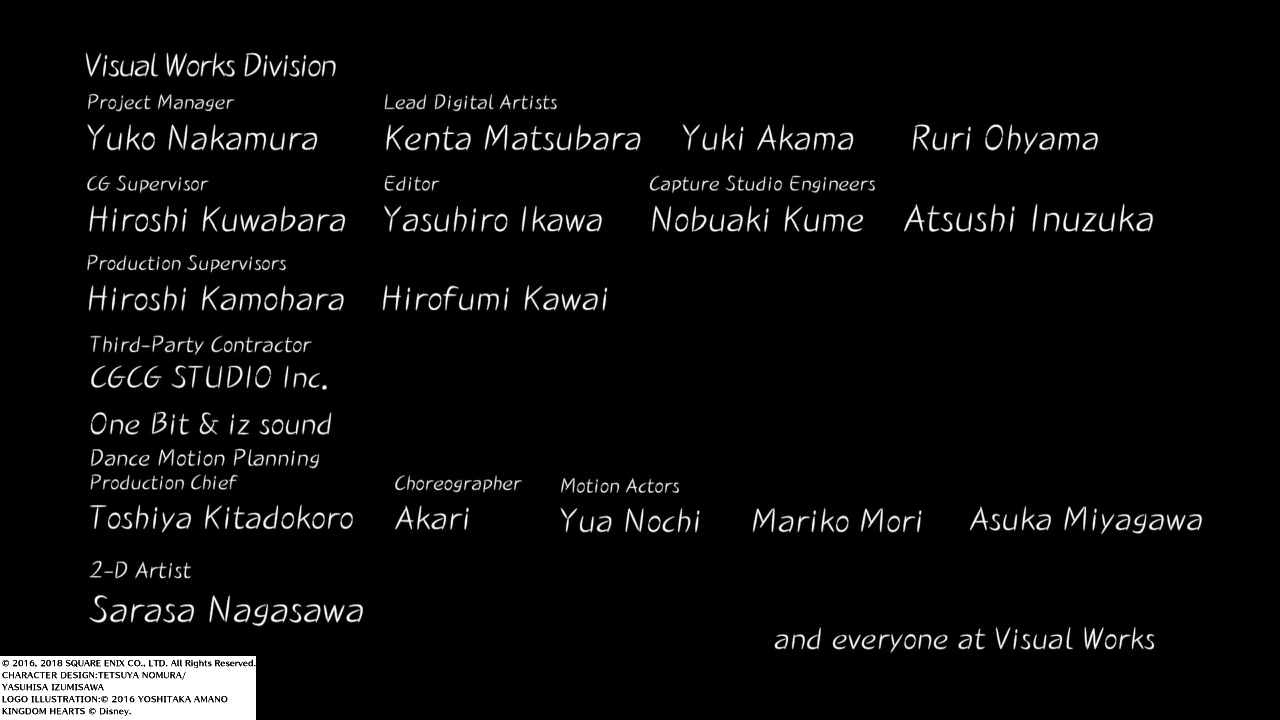 Visual Works Division
Project Manager Lead Digital Artists
Yuko Nakamura Kenta Matsubara Yuki Akama Ruri Ohyama
CG Supervisor Editor Capture Studio Engineers
Hiroshi Kuwabara Yasuhiro Ikawa Nobuaki Kume Atsushi Inuzuka
Production Supervisors
Hiroshi Kamohara Hirofumi Kawai
Third-Party Contractor
CGCG STUDIO Inc.
One Bit & iz sound
Dance Motion Planning
Production Chief Choreographer Motion Actors
Toshiya Kitadokoro Akari Yua Nochi Mariko Mori Asuka Miyagawa
2-D Artist
Sarasa Nagasawa
and everyone at Visual Works
© 2016, 2018 SQUARE ENIX CO., LTD. All Rights Reserved.
CHARACTER DESIGN:TETSUYA NOMURA/
YASUHISA IZUMISAWA
LOGO ILLUSTRATION:© 2016 YOSHITAKA AMANO
KINGDOM HEARTS © Disney.